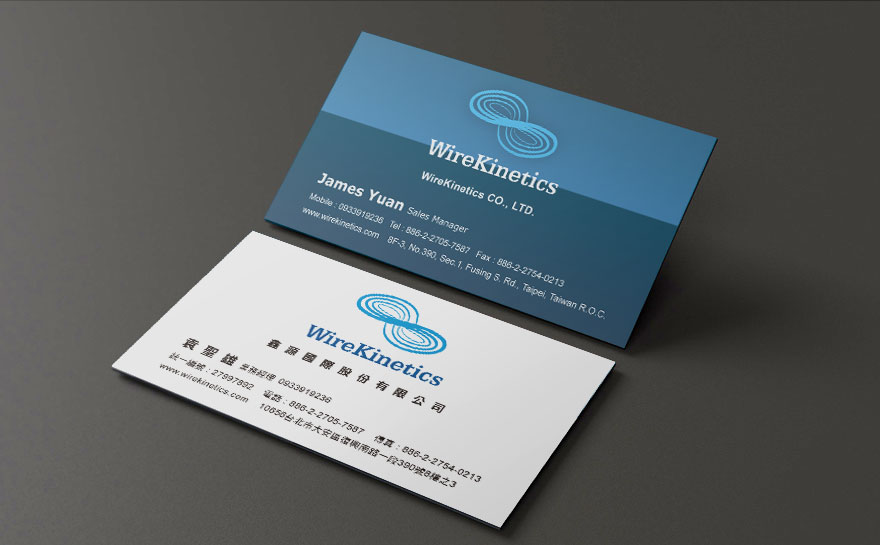 WireKinetics
WireKinetics CO., LTD.
James Yuan Sales Manager
Mobile : 0933919236 Tel : 886-2-2705-7587 Fax : 886-2-2754-0213
www.wirekinetics.com 8F-3, No.390, Sec.1, Fusing S. Rd., Taipei, Taiwan R.O.C.
WireKinetics
鑫源國際股份有限公司
袁聖雄 業務經理 0933919236
統一編號 : 27997892 電話 : 886-2-2705-7587 傳真 : 886-2-2754-0213
www.wirekinetics.com 10656台北市大安區復興南路一段390號8樓之3